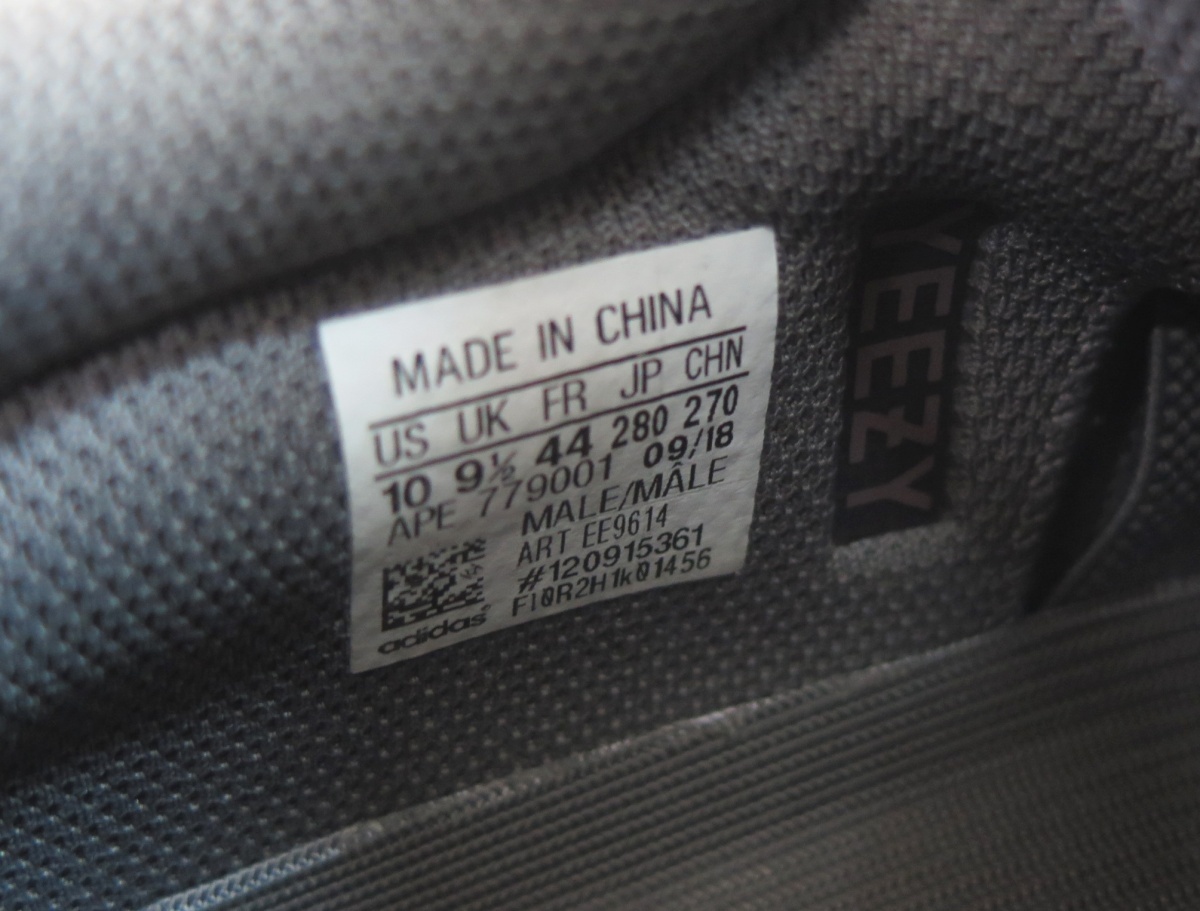 MADE IN CHINA
US UK FR JP CHN
10 9½ 44 280 270
APE 779001 09/18
MALE/MÂLE
ART EE9614
#120915361
F10R2H1k01456
adidas
YEEZY